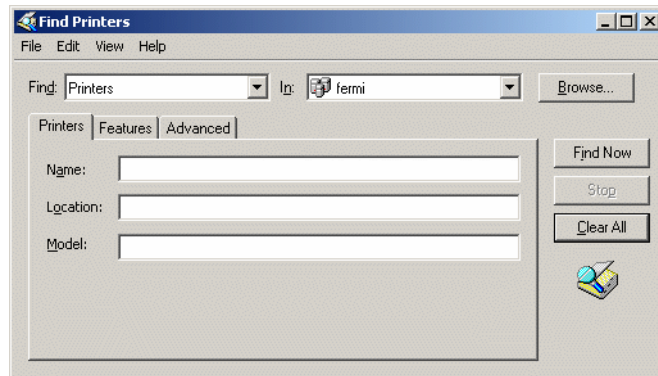 Find Printers
File Edit View Help
Find: Printers In: fermi Browse...
Printers Features Advanced
Find Now
Name:
Stop
Location:
Clear All
Model: